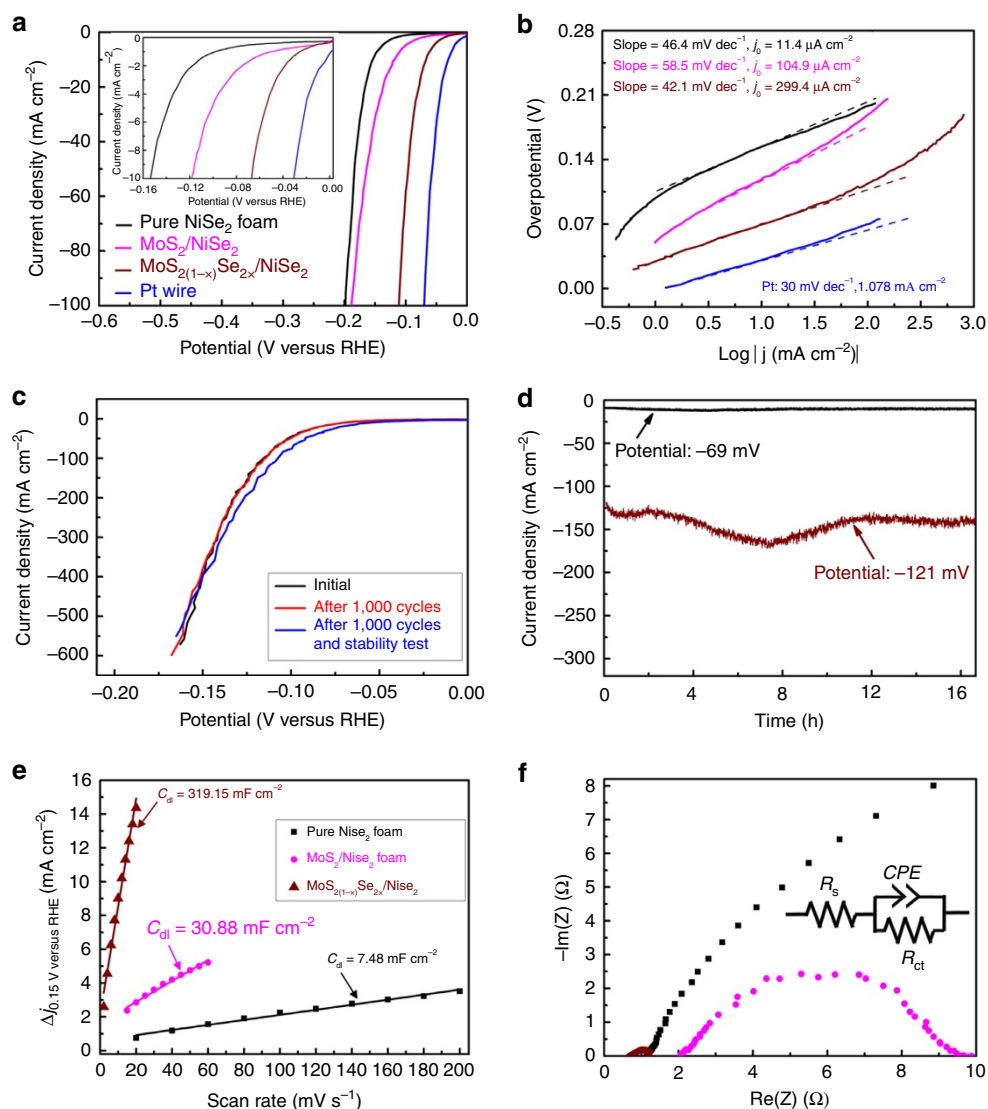 a
Current density (mA cm⁻²)
0
−20
−40
−60
−80
−100
−0.6
−0.5
−0.4
−0.3
−0.2
−0.1
0.0
Potential (V versus RHE)
Current density (mA cm⁻²)
0
−2
−4
−6
−8
−10
−0.16
−0.12
−0.08
−0.04
0.00
Potential (V versus RHE)
Pure NiSe₂ foam
MoS₂/NiSe₂
MoS₂₍₁₋ₓ₎Se₂ₓ/NiSe₂
Pt wire
b
Overpotential (V)
0.28
0.21
0.14
0.07
0.00
Slope = 46.4 mV dec⁻¹, j₀ = 11.4 μA cm⁻²
Slope = 58.5 mV dec⁻¹, j₀ = 104.9 μA cm⁻²
Slope = 42.1 mV dec⁻¹, j₀ = 299.4 μA cm⁻²
Pt: 30 mV dec⁻¹,1.078 mA cm⁻²
−0.5
0.0
0.5
1.0
1.5
2.0
2.5
3.0
Log | j (mA cm⁻²)|
c
Current density (mA cm⁻²)
0
−100
−200
−300
−400
−500
−600
Initial
After 1,000 cycles
After 1,000 cycles
and stability test
−0.20
−0.15
−0.10
−0.05
0.00
Potential (V versus RHE)
d
Current density (mA cm⁻²)
0
−50
−100
−150
−200
−250
−300
Potential: −69 mV
Potential: −121 mV
0
4
8
12
16
Time (h)
e
Δj₀.₁₅ V versus RHE (mA cm⁻²)
16
14
12
10
8
6
4
2
0
C_dl = 319.15 mF cm⁻²
C_dl = 30.88 mF cm⁻²
C_dl = 7.48 mF cm⁻²
Pure Nise₂ foam
MoS₂/Nise₂ foam
MoS₂₍₁₋ₓ₎Se₂ₓ/Nise₂
0
20
40
60
80
100
120
140
160
180
200
Scan rate (mV s⁻¹)
f
−Im(Z) (Ω)
8
7
6
5
4
3
2
1
0
R_s
CPE
R_ct
0
2
4
6
8
10
Re(Z) (Ω)